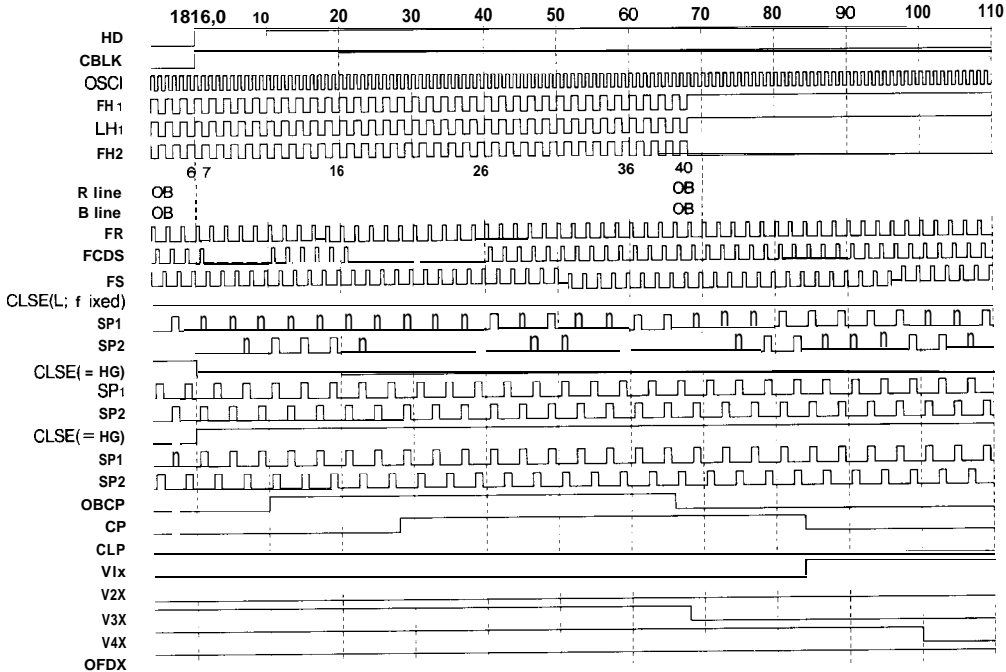 1816,0 10 20 30 40 50 60 70 80 90 100 110
HD
CBLK
OSCI
FH1
LH1
FH2
6 7 16 26 36 40
R line OB OB
B line OB OB
FR
FCDS
FS
CLSE(L; f ixed)
SP1
SP2
CLSE(= HG)
SP1
SP2
CLSE(= HG)
SP1
SP2
OBCP
CP
CLP
VIx
V2X
V3X
V4X
OFDX